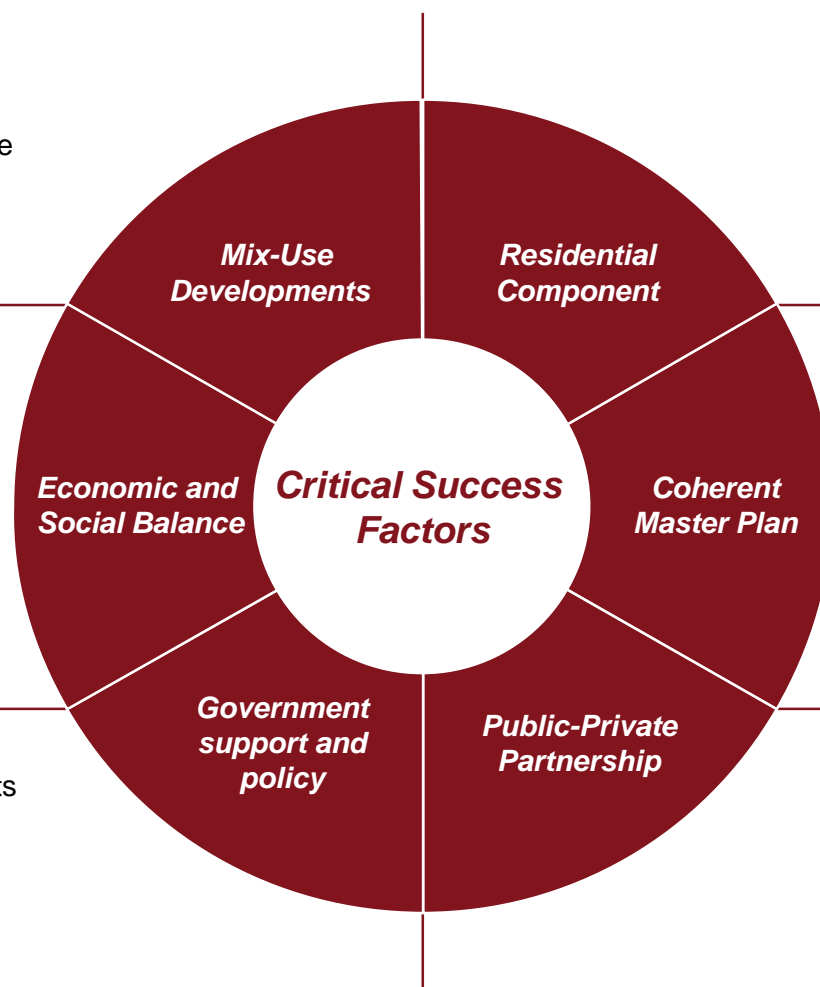 e
Mix-Use
Developments
Residential
Component
Economic and
Social Balance
Critical Success
Factors
Coherent
Master Plan
Government
support and
policy
Public-Private
Partnership
ts